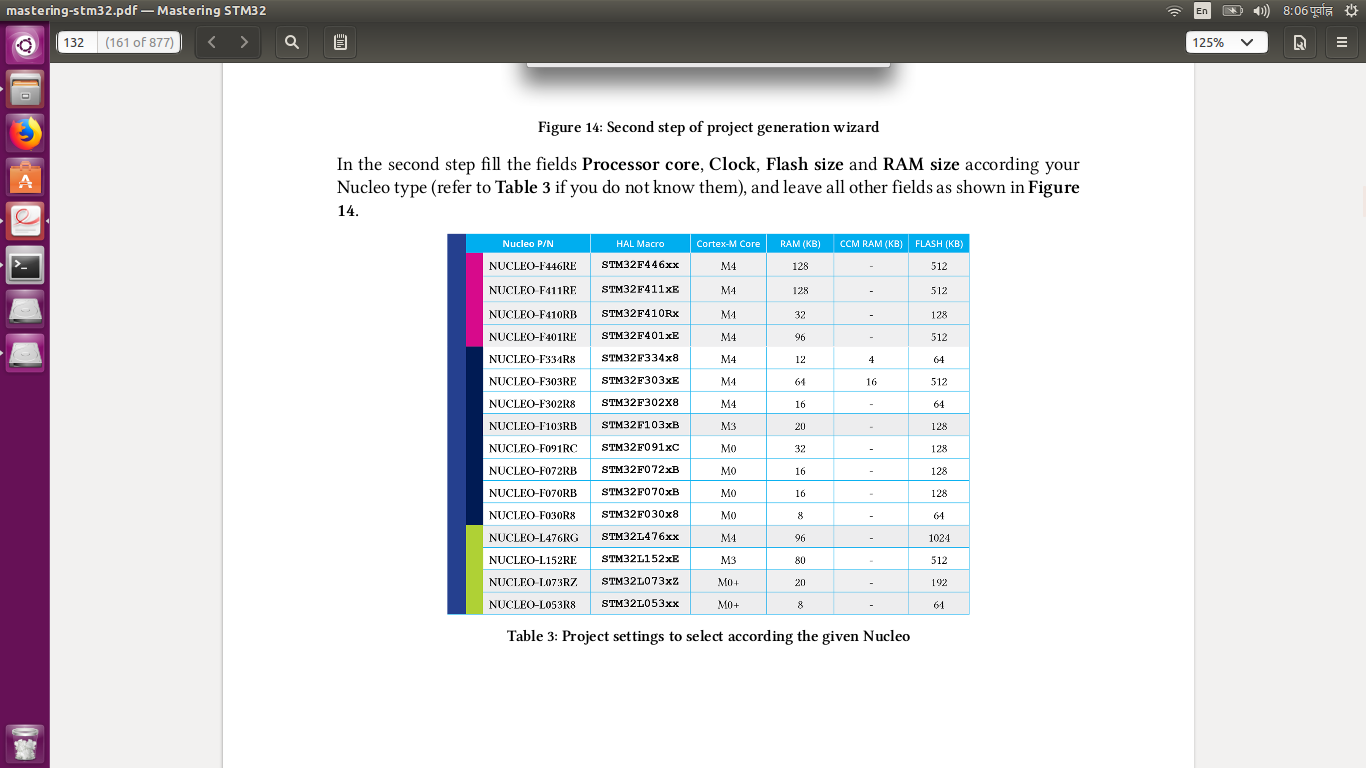 mastering-stm32.pdf — Mastering STM32
En
8:06 पूर्वाह्न
132 (161 of 877)
125%
Figure 14: Second step of project generation wizard
In the second step fill the fields Processor core, Clock, Flash size and RAM size according your
Nucleo type (refer to Table 3 if you do not know them), and leave all other fields as shown in Figure
14.
Nucleo P/N HAL Macro Cortex-M Core RAM (KB) CCM RAM (KB) FLASH (KB)
NUCLEO-F446RE STM32F446xx M4 128 - 512
NUCLEO-F411RE STM32F411xE M4 128 - 512
NUCLEO-F410RB STM32F410Rx M4 32 - 128
NUCLEO-F401RE STM32F401xE M4 96 - 512
NUCLEO-F334R8 STM32F334x8 M4 12 4 64
NUCLEO-F303RE STM32F303xE M4 64 16 512
NUCLEO-F302R8 STM32F302X8 M4 16 - 64
NUCLEO-F103RB STM32F103xB M3 20 - 128
NUCLEO-F091RC STM32F091xC M0 32 - 128
NUCLEO-F072RB STM32F072xB M0 16 - 128
NUCLEO-F070RB STM32F070xB M0 16 - 128
NUCLEO-F030R8 STM32F030x8 M0 8 - 64
NUCLEO-L476RG STM32L476xx M4 96 - 1024
NUCLEO-L152RE STM32L152xE M3 80 - 512
NUCLEO-L073RZ STM32L073xZ M0+ 20 - 192
NUCLEO-L053R8 STM32L053xx M0+ 8 - 64
Table 3: Project settings to select according the given Nucleo